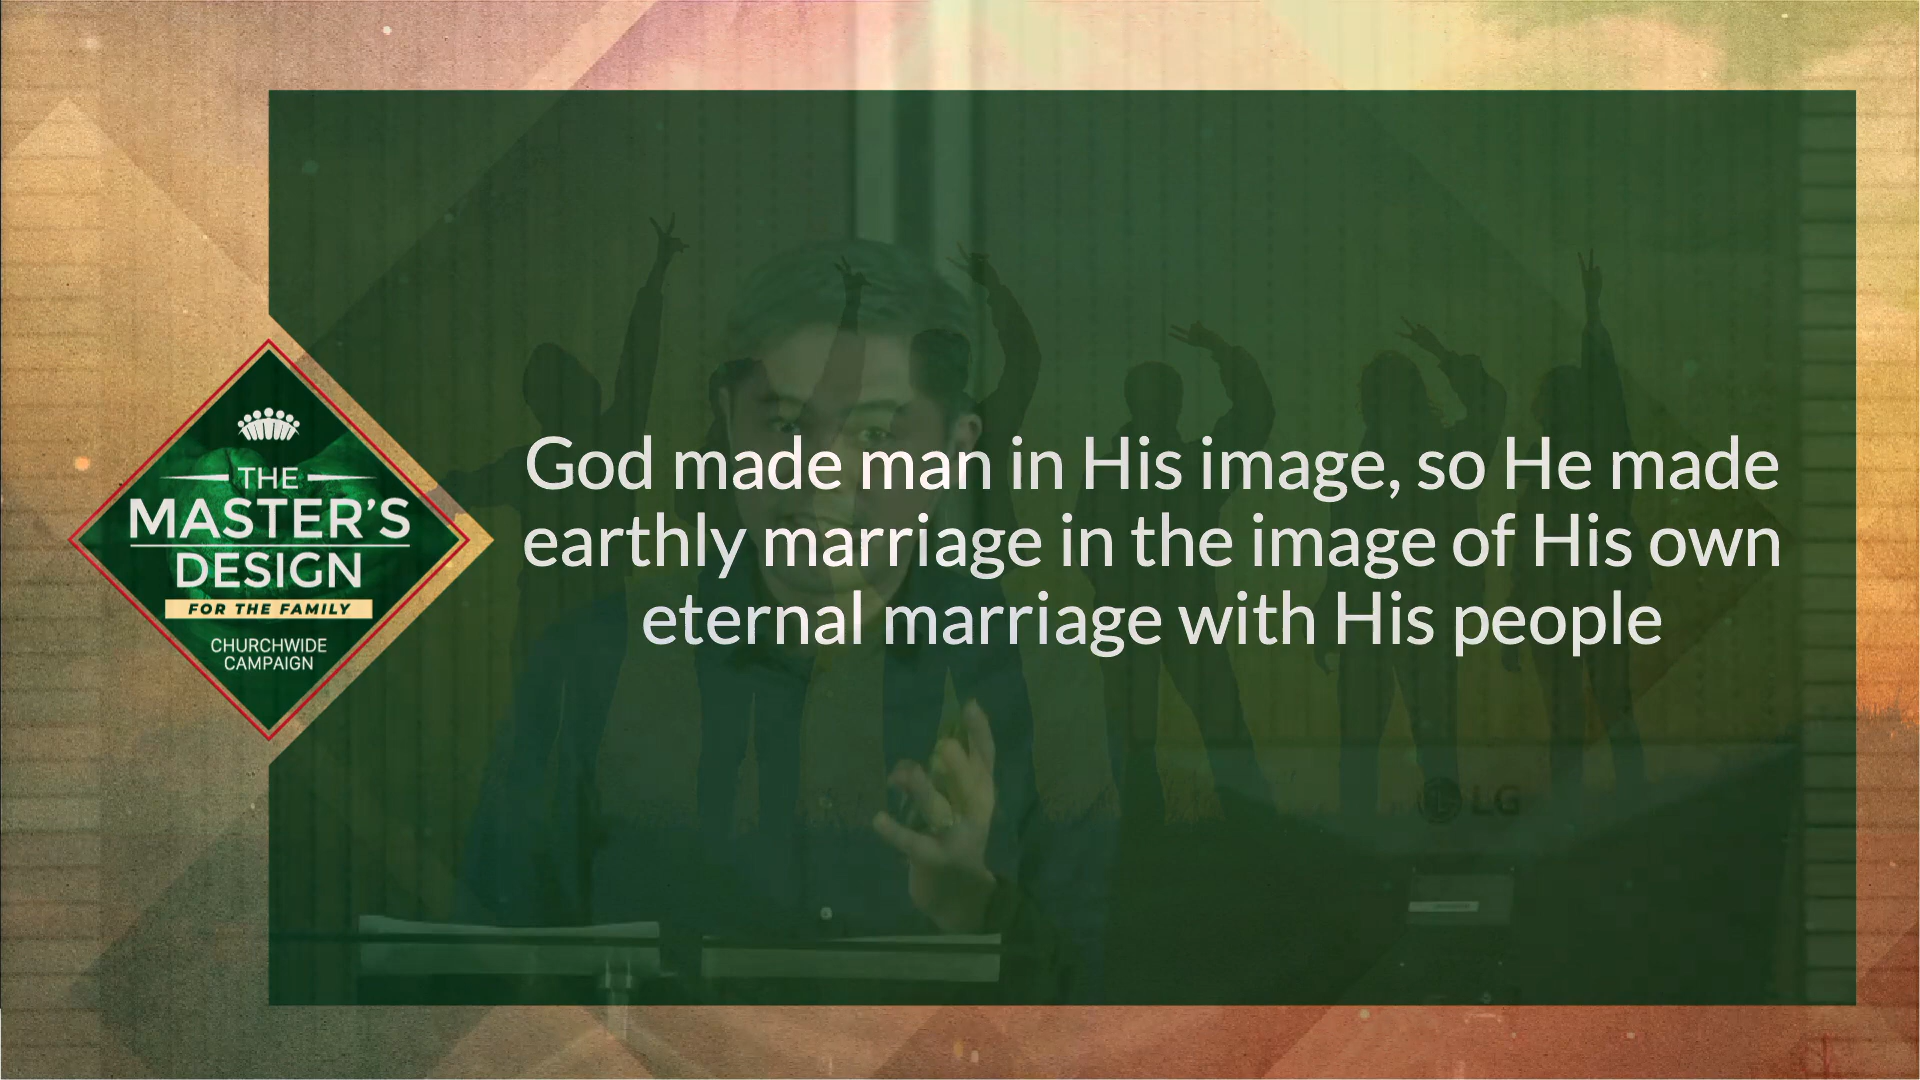 THE
MASTER'S
DESIGN
FOR THE FAMILY
CHURCHWIDE
CAMPAIGN
God made man in His image, so He made
earthly marriage in the image of His own
eternal marriage with His people
LG